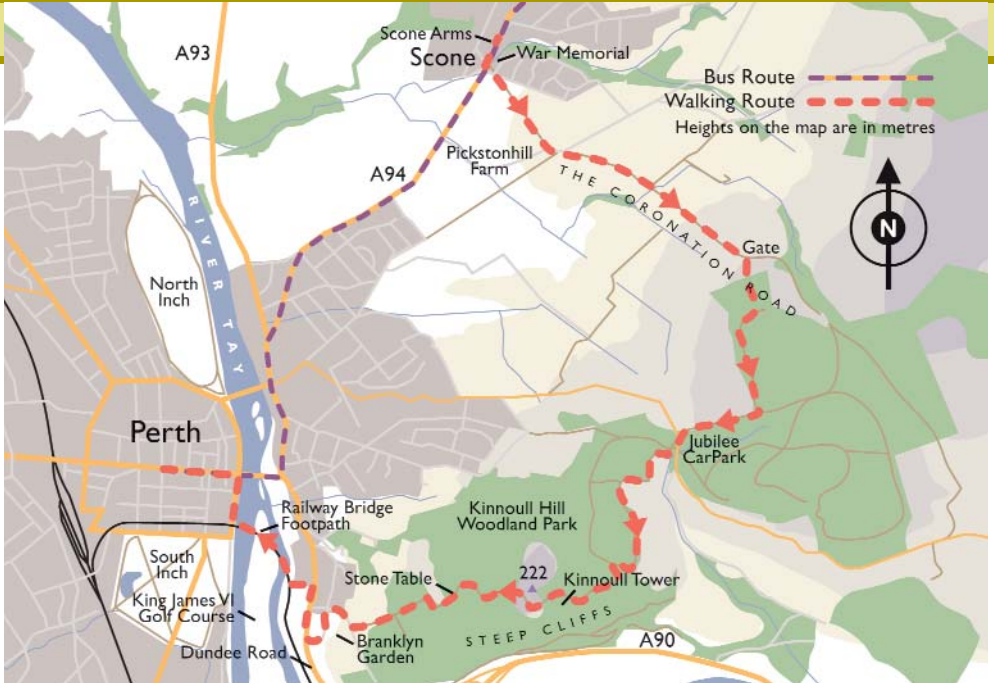 Scone Arms
Scone
War Memorial
A93
Bus Route
Walking Route
Heights on the map are in metres
Pickstonhill
Farm
A94
THE CORONATION ROAD
N
Gate
RIVER TAY
North
Inch
Perth
Jubilee
CarPark
Railway Bridge
Footpath
Kinnoull Hill
Woodland Park
South
Inch
Stone Table
222
Kinnoull Tower
King James VI
Golf Course
STEEP CLIFFS
Branklyn
Garden
A90
Dundee Road